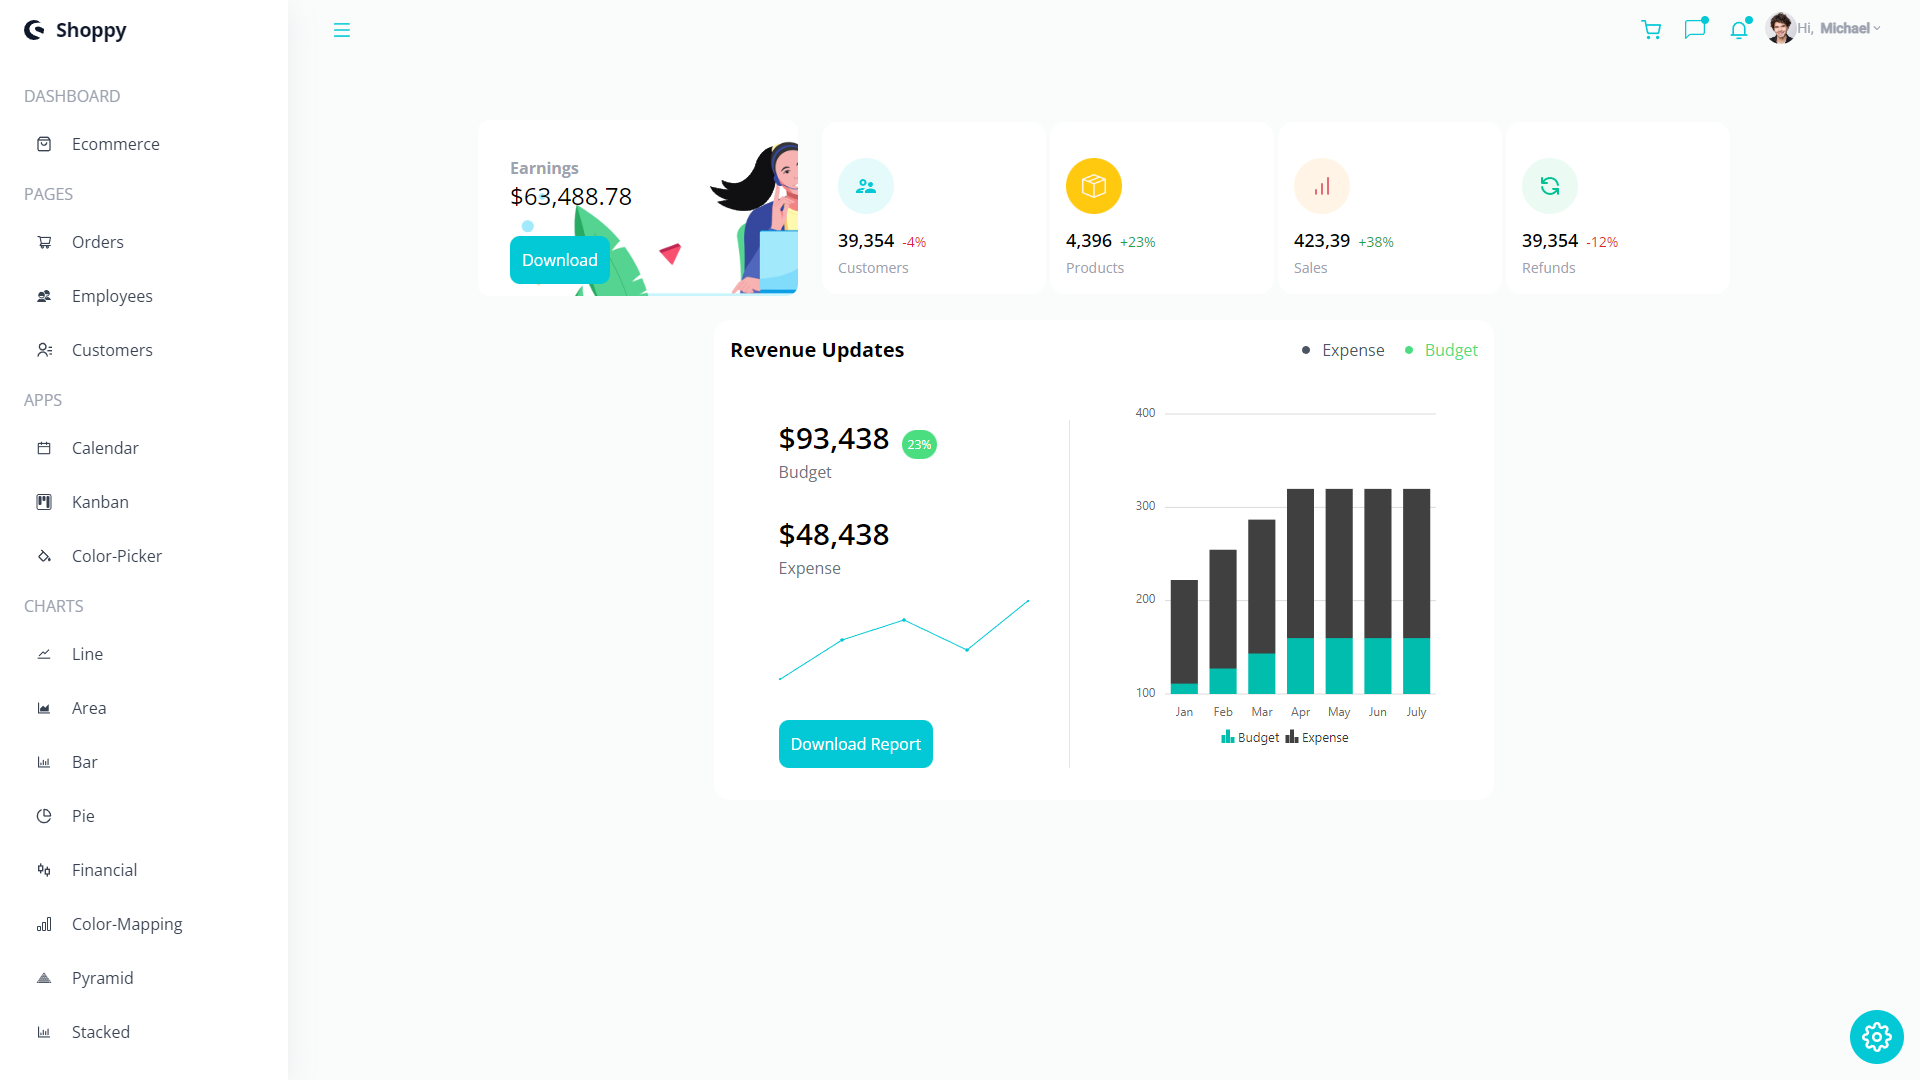 Shoppy
Hi, Michael
DASHBOARD
Ecommerce
PAGES
Orders
Employees
Customers
APPS
Calendar
Kanban
Color-Picker
CHARTS
Line
Area
Bar
Pie
Financial
Color-Mapping
Pyramid
Stacked
Earnings
$63,488.78
Download
39,354 -4%
Customers
4,396 +23%
Products
423,39 +38%
Sales
39,354 -12%
Refunds
Revenue Updates
Expense
Budget
$93,438 23%
Budget
$48,438
Expense
Download Report
400
300
200
100
Jan Feb Mar Apr May Jun July
Budget Expense